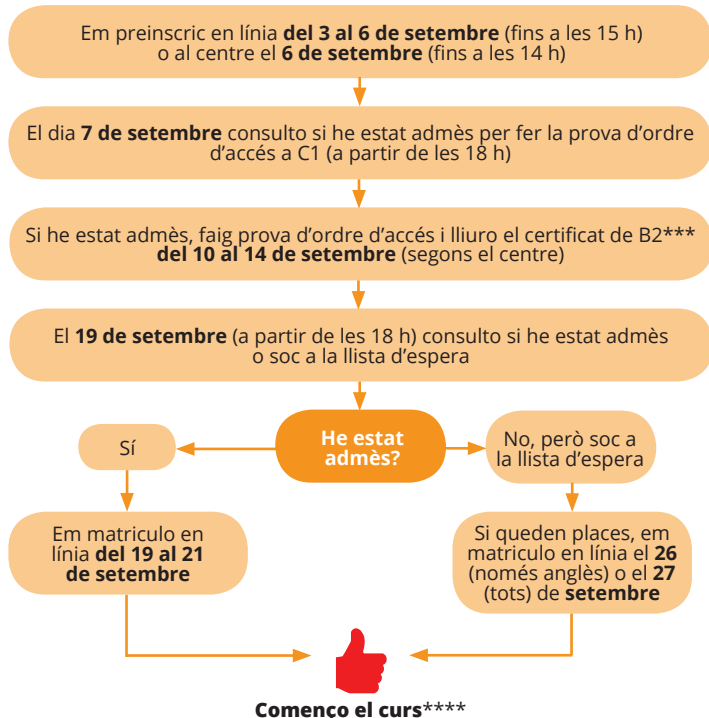 Em preinscric en línia del 3 al 6 de setembre (fins a les 15 h)
o al centre el 6 de setembre (fins a les 14 h)
El dia 7 de setembre consulto si he estat admès per fer la prova d’ordre
d’accés a C1 (a partir de les 18 h)
Si he estat admès, faig prova d’ordre d’accés i lliuro el certificat de B2***
del 10 al 14 de setembre (segons el centre)
El 19 de setembre (a partir de les 18 h) consulto si he estat admès
o soc a la llista d’espera
He estat
admès?
Sí
No, però soc a
la llista d’espera
Em matriculo en
línia del 19 al 21
de setembre
Si queden places, em
matriculo en línia el 26
(només anglès) o el 27
(tots) de setembre
Començo el curs****